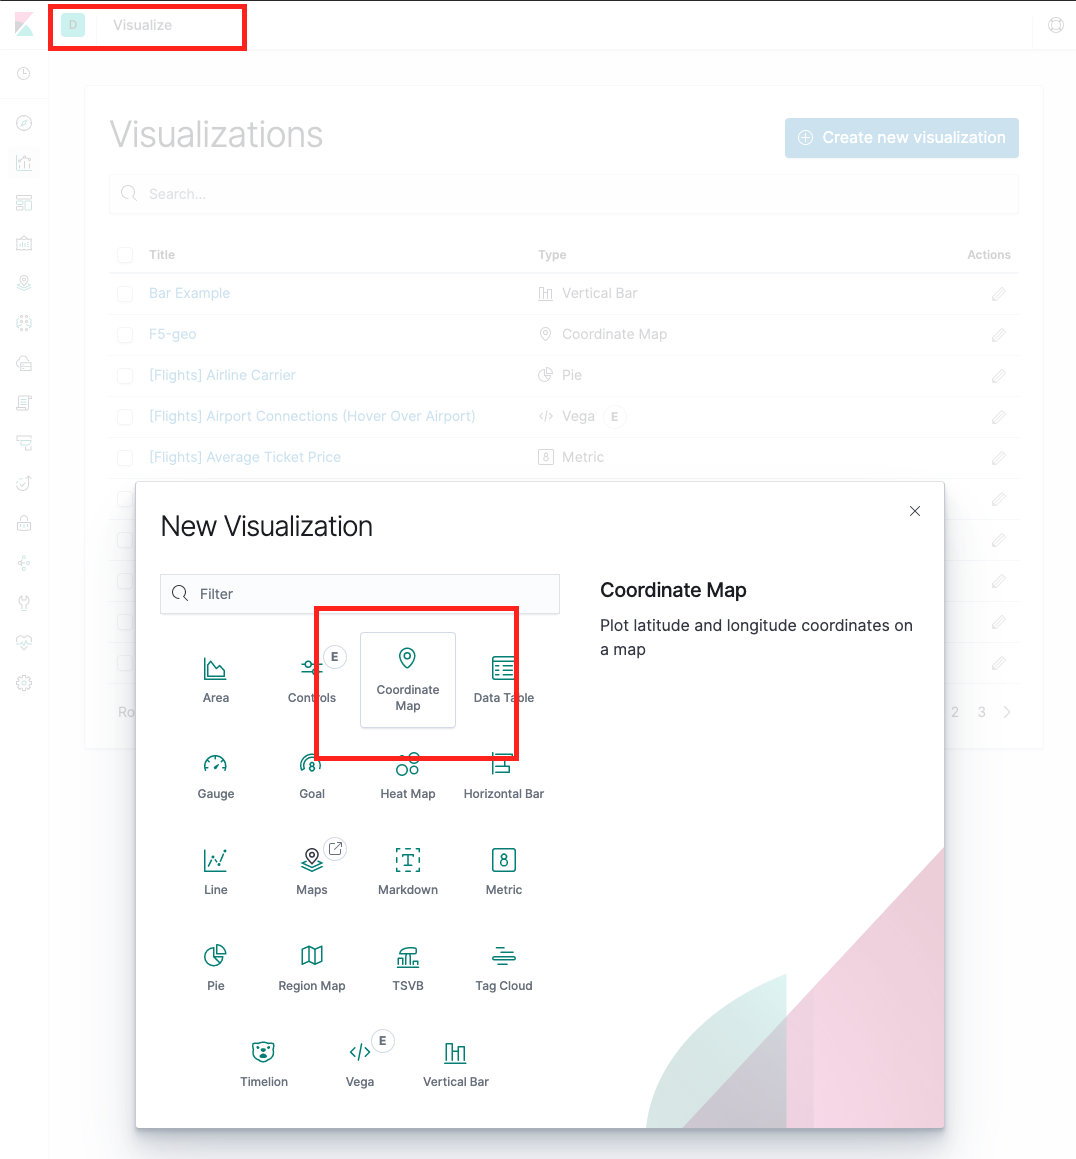 D Visualize
Visualizations
Create new visualization
Search...
Title Type Actions
Bar Example Vertical Bar
F5-geo Coordinate Map
[Flights] Airline Carrier Pie
[Flights] Airport Connections (Hover Over Airport) Vega E
[Flights] Average Ticket Price 8 Metric
New Visualization
Filter
Coordinate Map
Plot latitude and longitude coordinates on
a map
E
Area Controls Coordinate Map Data Table
8
Gauge Goal Heat Map Horizontal Bar
T 8
Line Maps Markdown Metric
Ro 2 3
Pie Region Map TSVB Tag Cloud
E
Timelion Vega Vertical Bar